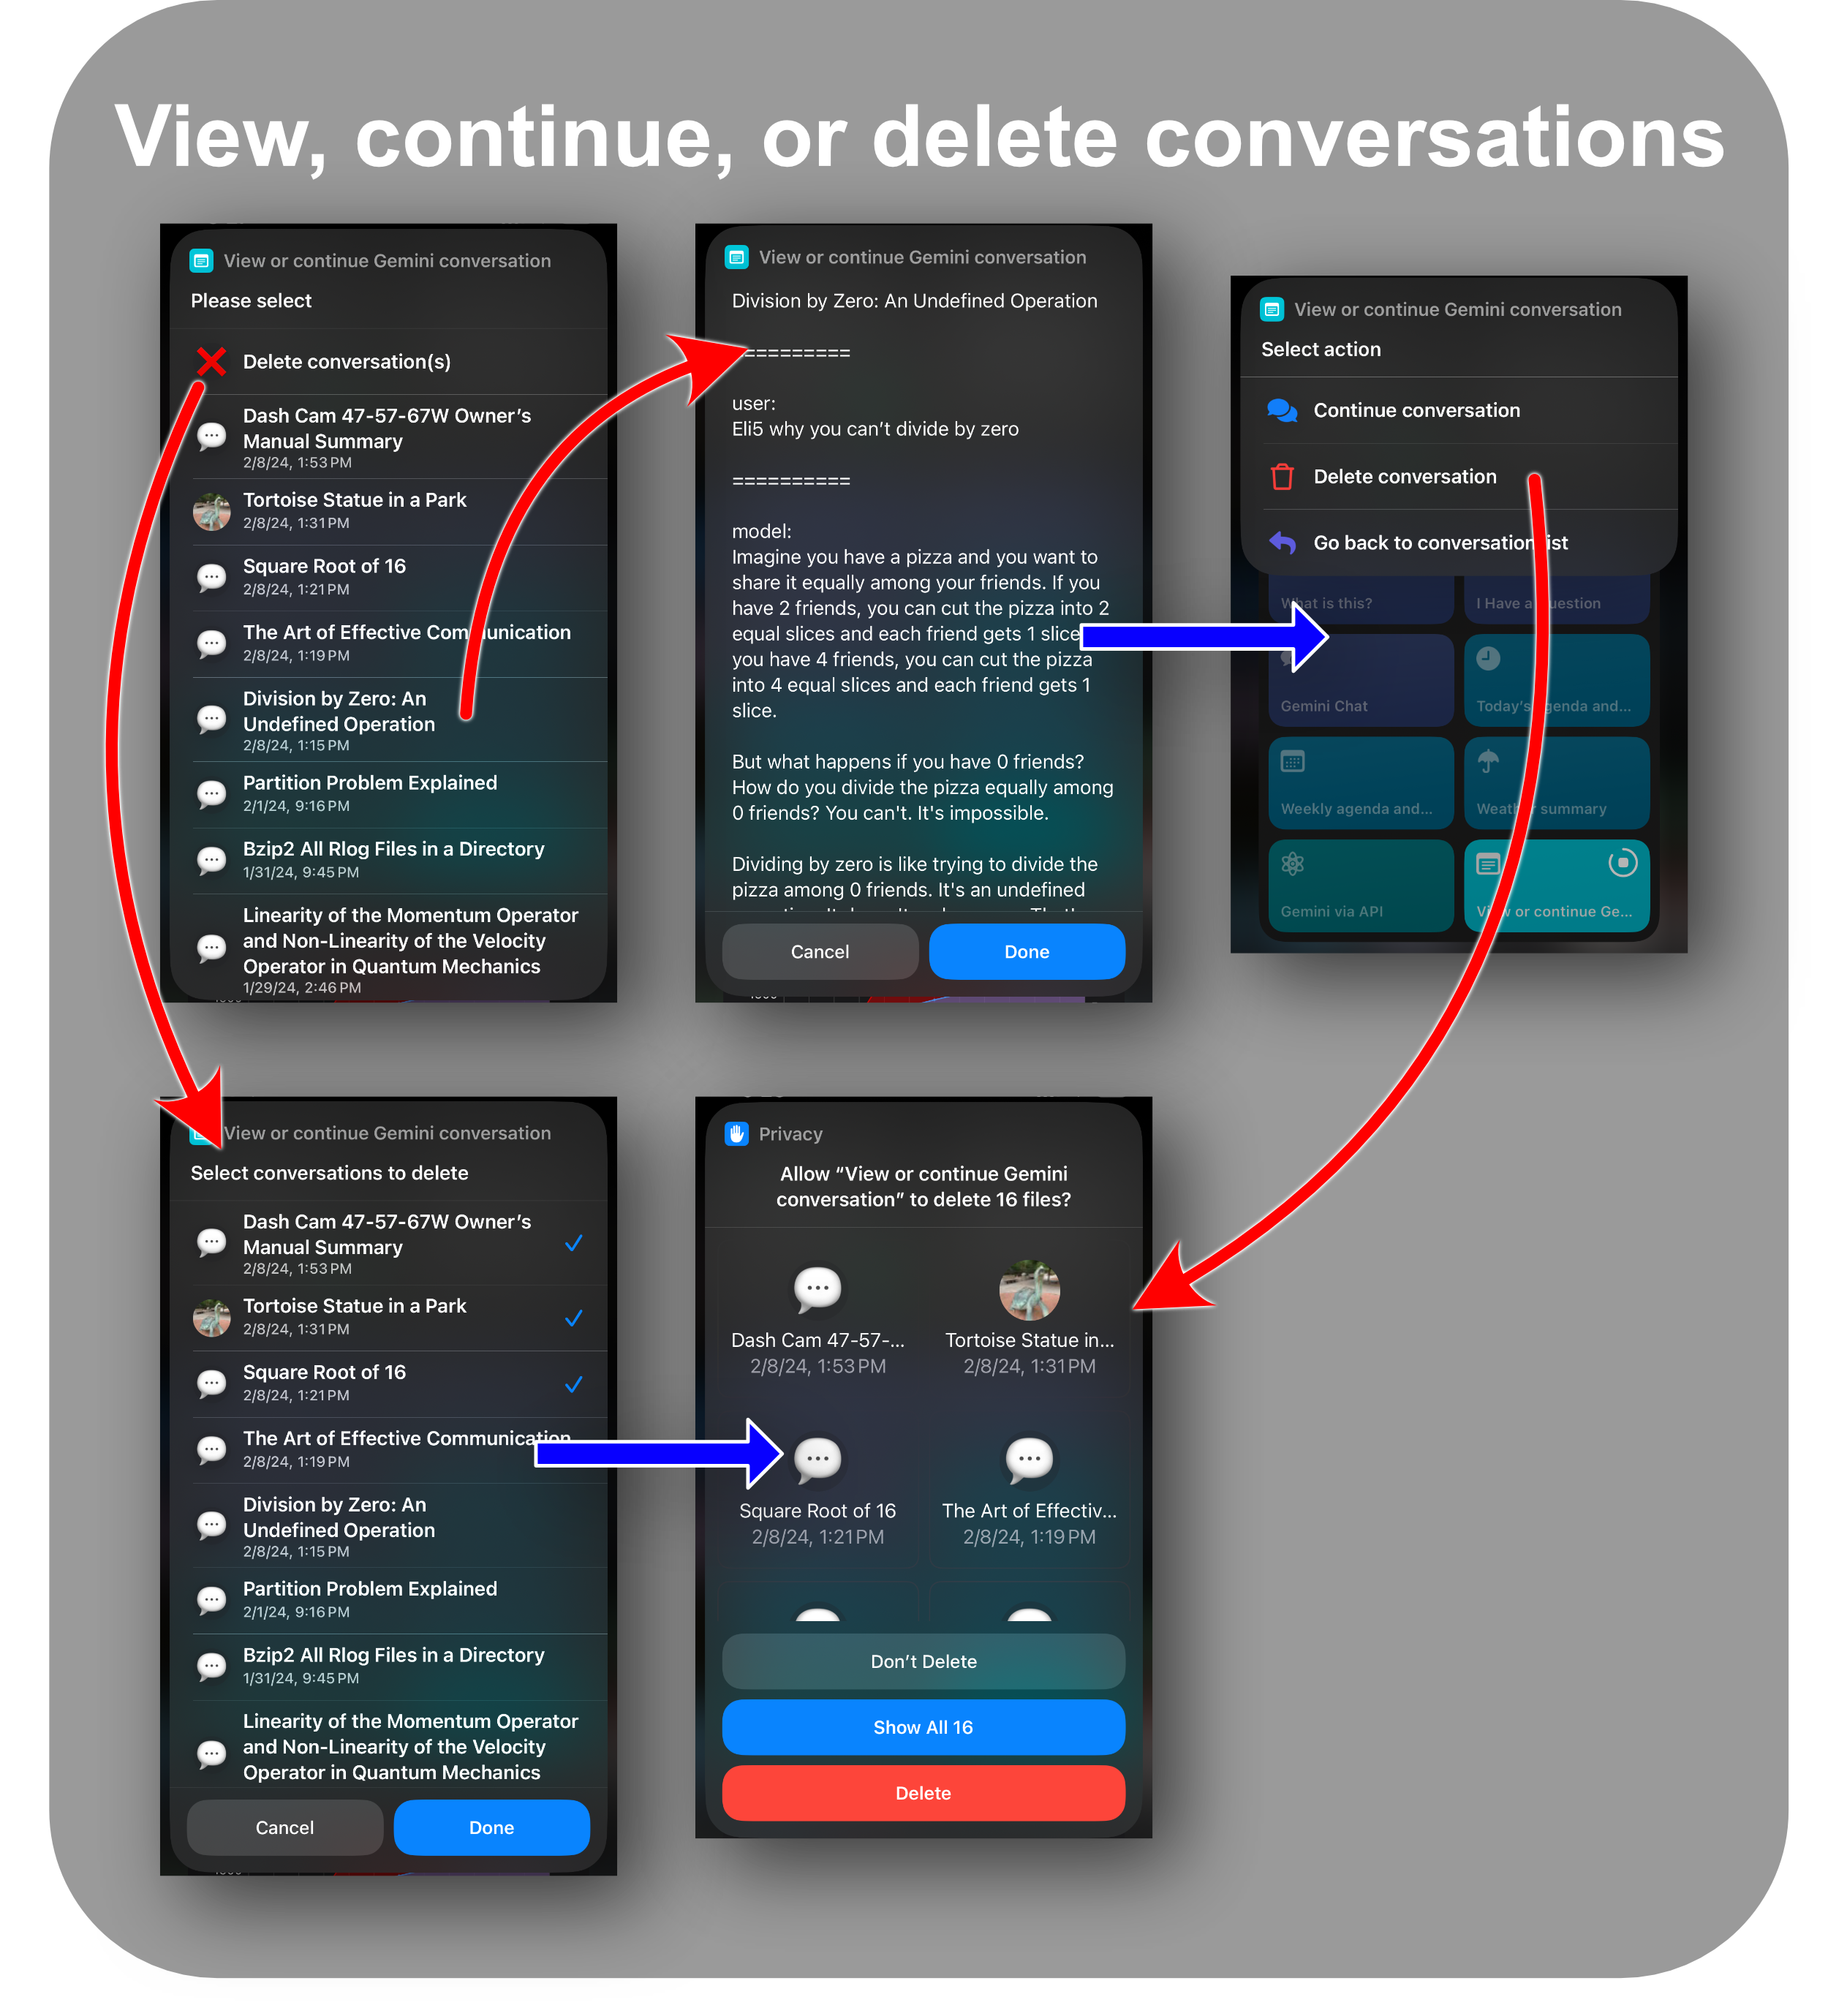 View, continue, or delete conversations
View or continue Gemini conversation
Please select
Delete conversation(s)
Dash Cam 47-57-67W Owner’s
Manual Summary
2/8/24, 1:53 PM
Tortoise Statue in a Park
2/8/24, 1:31 PM
Square Root of 16
2/8/24, 1:21 PM
The Art of Effective Communication
2/8/24, 1:19 PM
Division by Zero: An
Undefined Operation
2/8/24, 1:15 PM
Partition Problem Explained
2/1/24, 9:16 PM
Bzip2 All Rlog Files in a Directory
1/31/24, 9:45 PM
Linearity of the Momentum Operator
and Non-Linearity of the Velocity
Operator in Quantum Mechanics
1/29/24, 2:46 PM
View or continue Gemini conversation
Division by Zero: An Undefined Operation
==========
user:
Eli5 why you can’t divide by zero
==========
model:
Imagine you have a pizza and you want to
share it equally among your friends. If you
have 2 friends, you can cut the pizza into 2
equal slices and each friend gets 1 slice
you have 4 friends, you can cut the pizza
into 4 equal slices and each friend gets 1
slice.
But what happens if you have 0 friends?
How do you divide the pizza equally among
0 friends? You can't. It's impossible.
Dividing by zero is like trying to divide the
pizza among 0 friends. It's an undefined
Cancel
Done
View or continue Gemini conversation
Select action
Continue conversation
Delete conversation
Go back to conversation list
What is this?
I Have a question
Gemini Chat
Today’s agenda and...
Weekly agenda and...
Weather summary
Gemini via API
View or continue Ge...
View or continue Gemini conversation
Select conversations to delete
Dash Cam 47-57-67W Owner’s
Manual Summary
2/8/24, 1:53 PM
Tortoise Statue in a Park
2/8/24, 1:31 PM
Square Root of 16
2/8/24, 1:21 PM
The Art of Effective Communication
2/8/24, 1:19 PM
Division by Zero: An
Undefined Operation
2/8/24, 1:15 PM
Partition Problem Explained
2/1/24, 9:16 PM
Bzip2 All Rlog Files in a Directory
1/31/24, 9:45 PM
Linearity of the Momentum Operator
and Non-Linearity of the Velocity
Operator in Quantum Mechanics
Cancel
Done
Privacy
Allow “View or continue Gemini
conversation” to delete 16 files?
Dash Cam 47-57-...
2/8/24, 1:53 PM
Tortoise Statue in...
2/8/24, 1:31 PM
Square Root of 16
2/8/24, 1:21 PM
The Art of Effectiv...
2/8/24, 1:19 PM
Don’t Delete
Show All 16
Delete